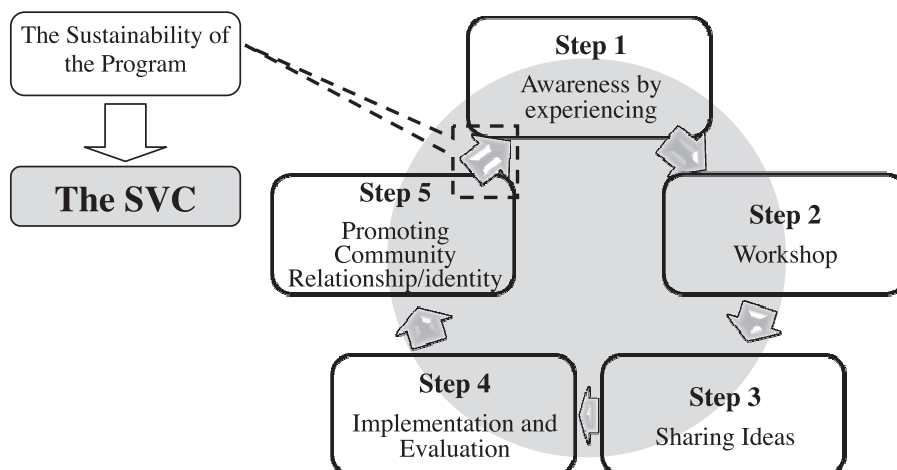 The Sustainability of
the Program
The SVC
Step 1
Awareness by
experiencing
Step 2
Workshop
Step 3
Sharing Ideas
Step 4
Implementation and
Evaluation
Step 5
Promoting
Community
Relationship/identity